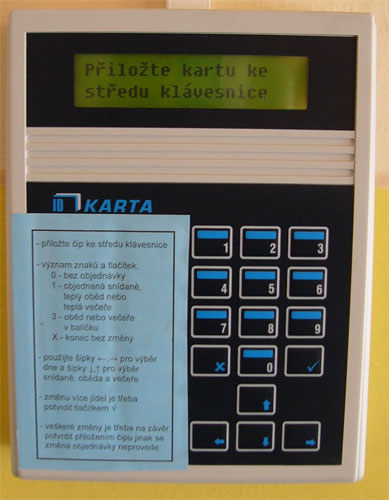 Přiložte kartu ke
středu klávesnice
ID KARTA
- přiložte čip ke středu klávesnice
- význam znaků a tlačítek:
0 - bez objednávky
1 - objednaná snídaně,
teplý oběd nebo
teplá večeře
3 - oběd nebo večeře
v balíčku
X - konec bez změny
- použijte šipky ←,→ pro výběr
dne a šipky ↓,↑ pro výběr
snídaně, oběda a večeře
- změnu více jídel je třeba
potvrdit tlačítkem √
- veškeré změny je třeba na závěr
potvrdit přiložením čipu jinak se
změna objednávky neprovede
1 2 3
4 5 6
7 8 9
× 0 ✓
↑
← ↓ →